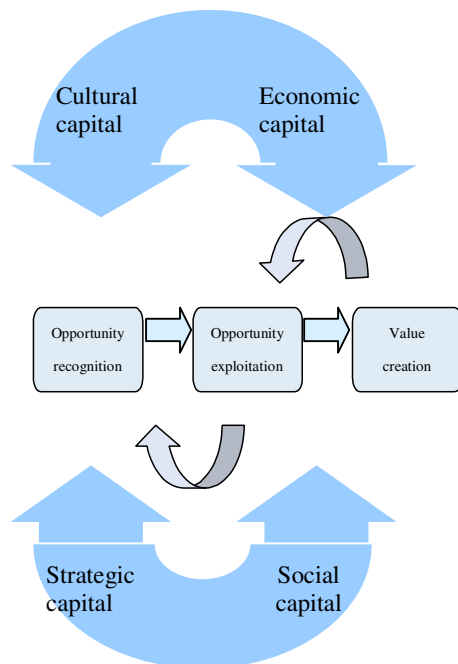 Cultural
capital
Economic
capital
Opportunity
recognition
Opportunity
exploitation
Value
creation
Strategic
capital
Social
capital